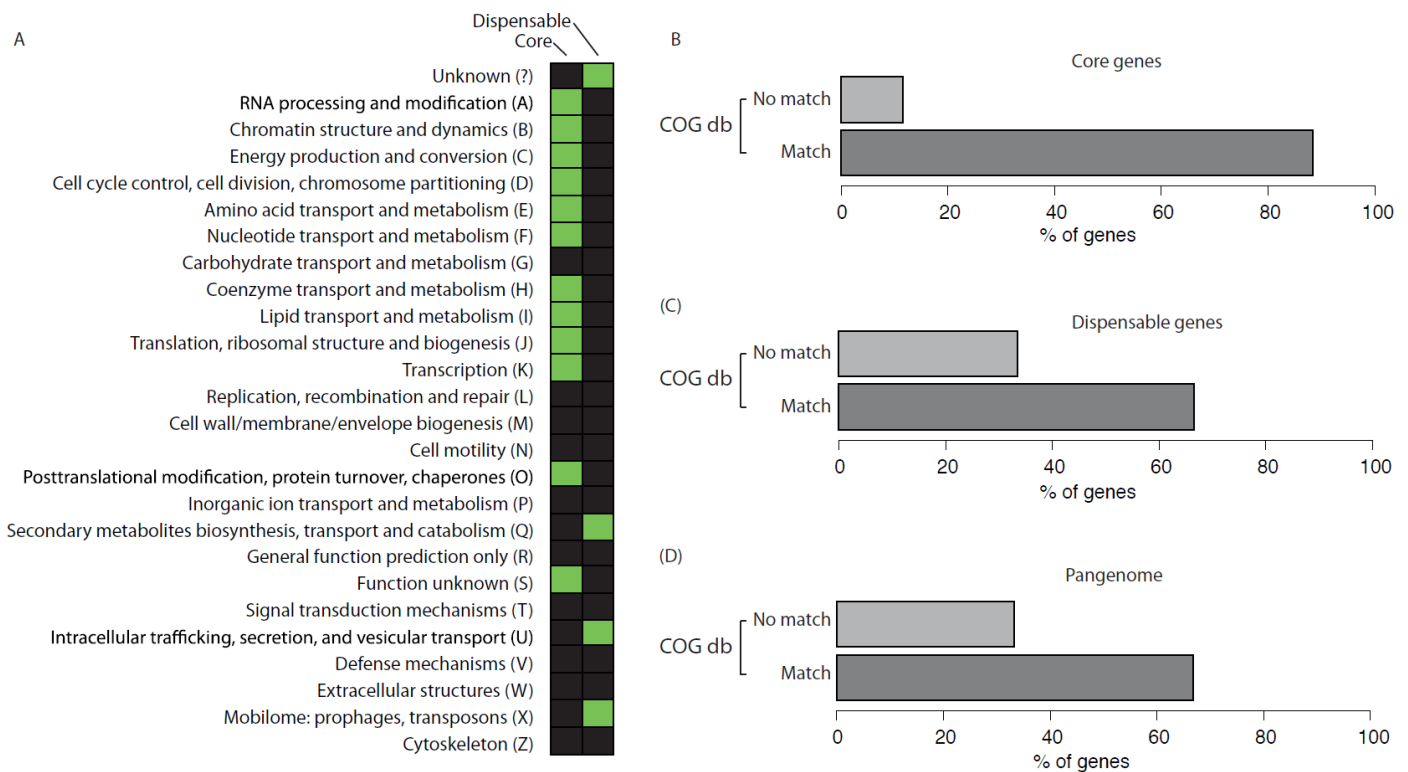 A
Dispensable
Core
Unknown (?)
RNA processing and modification (A)
Chromatin structure and dynamics (B)
Energy production and conversion (C)
Cell cycle control, cell division, chromosome partitioning (D)
Amino acid transport and metabolism (E)
Nucleotide transport and metabolism (F)
Carbohydrate transport and metabolism (G)
Coenzyme transport and metabolism (H)
Lipid transport and metabolism (I)
Translation, ribosomal structure and biogenesis (J)
Transcription (K)
Replication, recombination and repair (L)
Cell wall/membrane/envelope biogenesis (M)
Cell motility (N)
Posttranslational modification, protein turnover, chaperones (O)
Inorganic ion transport and metabolism (P)
Secondary metabolites biosynthesis, transport and catabolism (Q)
General function prediction only (R)
Function unknown (S)
Signal transduction mechanisms (T)
Intracellular trafficking, secretion, and vesicular transport (U)
Defense mechanisms (V)
Extracellular structures (W)
Mobilome: prophages, transposons (X)
Cytoskeleton (Z)
B
Core genes
COG db
No match
Match
0 20 40 60 80 100
% of genes
(C)
Dispensable genes
COG db
No match
Match
0 20 40 60 80 100
% of genes
(D)
Pangenome
COG db
No match
Match
0 20 40 60 80 100
% of genes